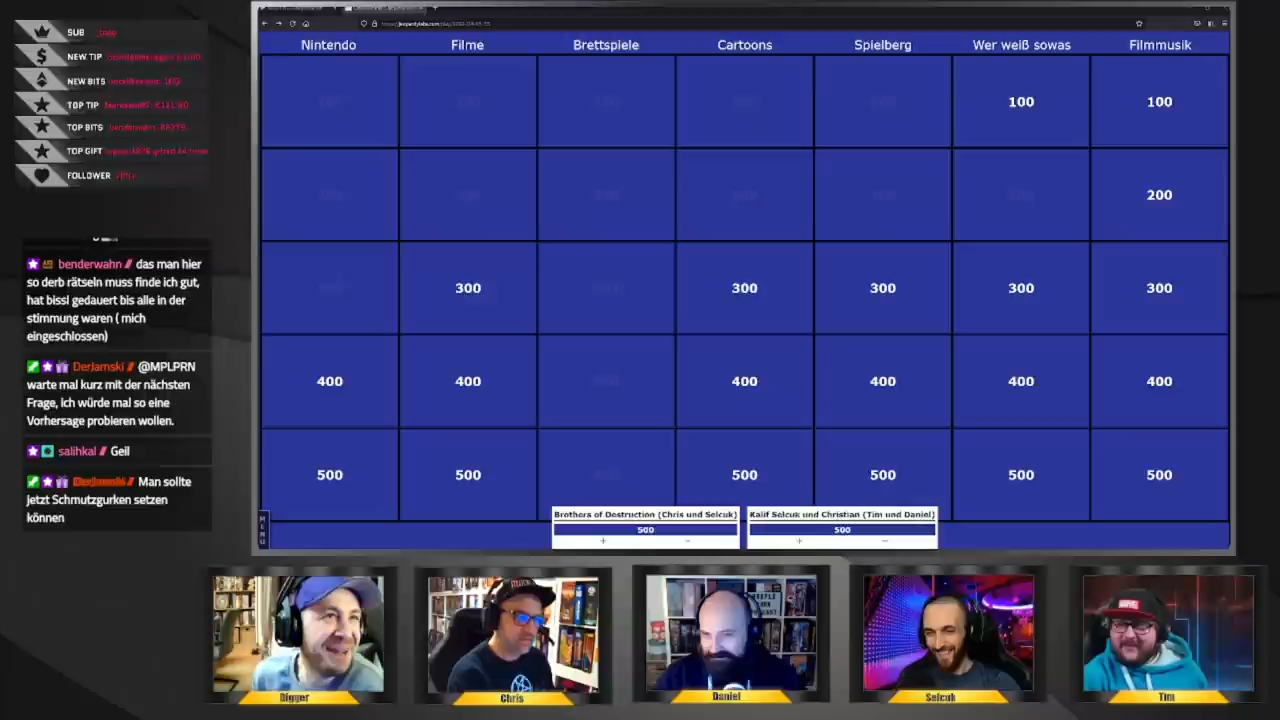 SUB
NEW TIP
NEW BITS
TOP TIP
TOP BITS
TOP GIFT
FOLLOWER
benderwahn // das man hier
so derb rätseln muss finde ich gut,
hat bissl gedauert bis alle in der
stimmung waren ( mich
eingeschlossen)
DerJamski // @MPLPRN
warte mal kurz mit der nächsten
Frage, ich würde mal so eine
Vorhersage probieren wollen.
salihkal // Geil
DerJamski // Man sollte
jetzt Schmutzgurken setzen
können
Nintendo Filme Brettspiele Cartoons Spielberg Wer weiß sowas Filmmusik
100 100
200
300 300 300 300 300
400 400 400 400 400 400
500 500 500 500 500 500
MENU
Brothers of Destruction (Chris und Selcuk)
500
+ -
Kalif Selcuk und Christian (Tim und Daniel)
500
+ -
Digger
Chris
Daniel
Selcuk
Tim